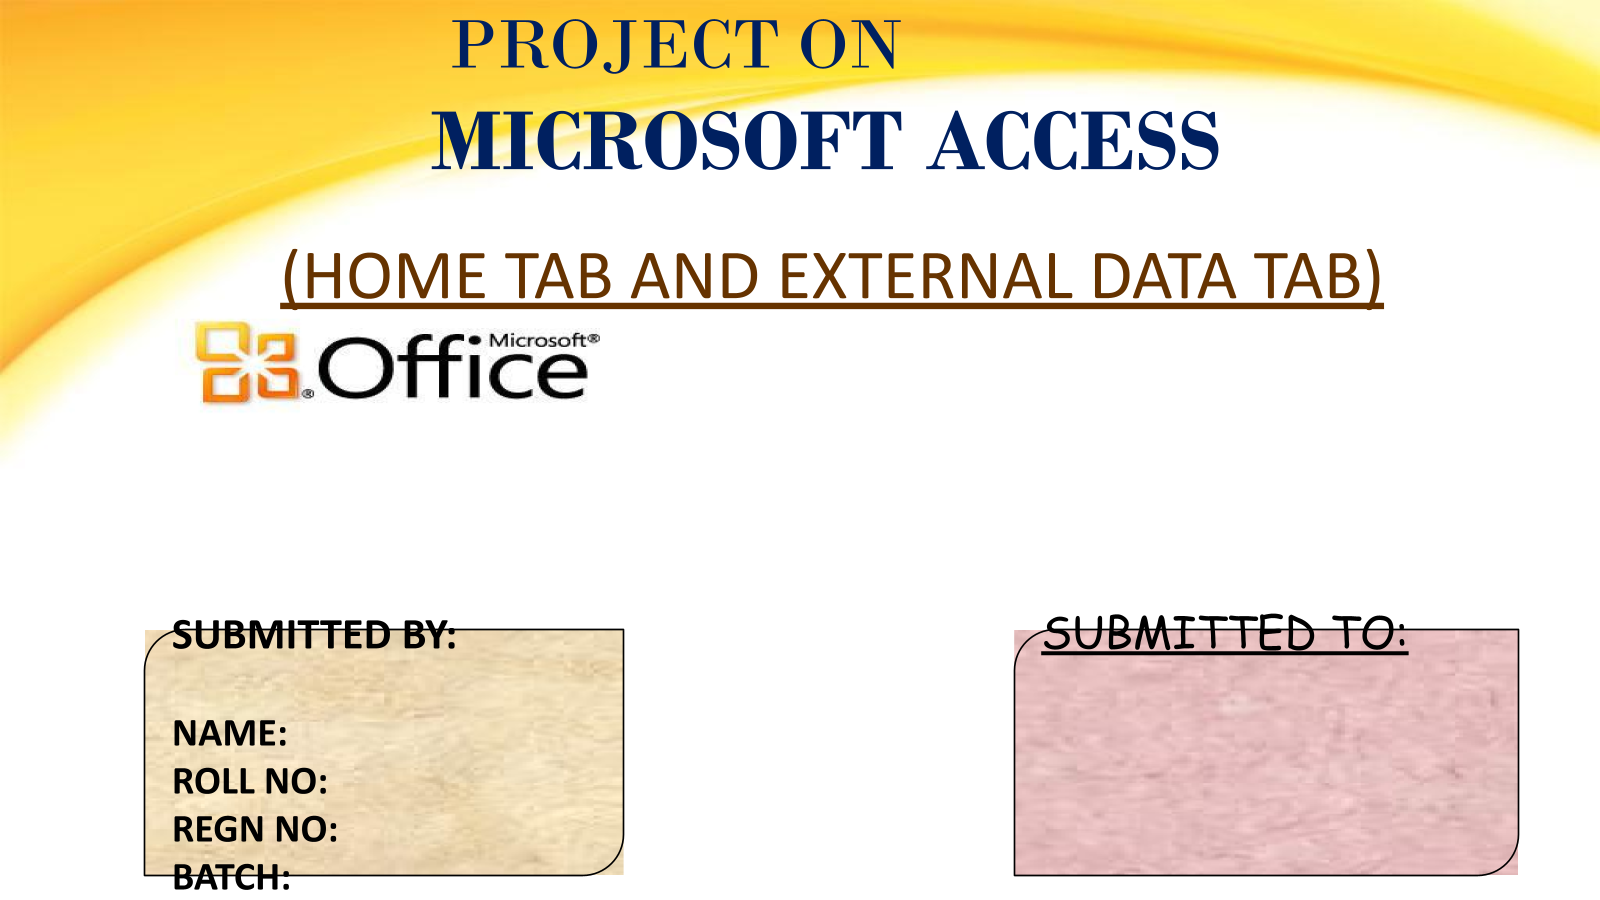 PROJECT ON
MICROSOFT ACCESS
(HOME TAB AND EXTERNAL DATA TAB)
Microsoft®
®Office
SUBMITTED BY:
NAME:
ROLL NO:
REGN NO:
BATCH:
SUBMITTED TO: